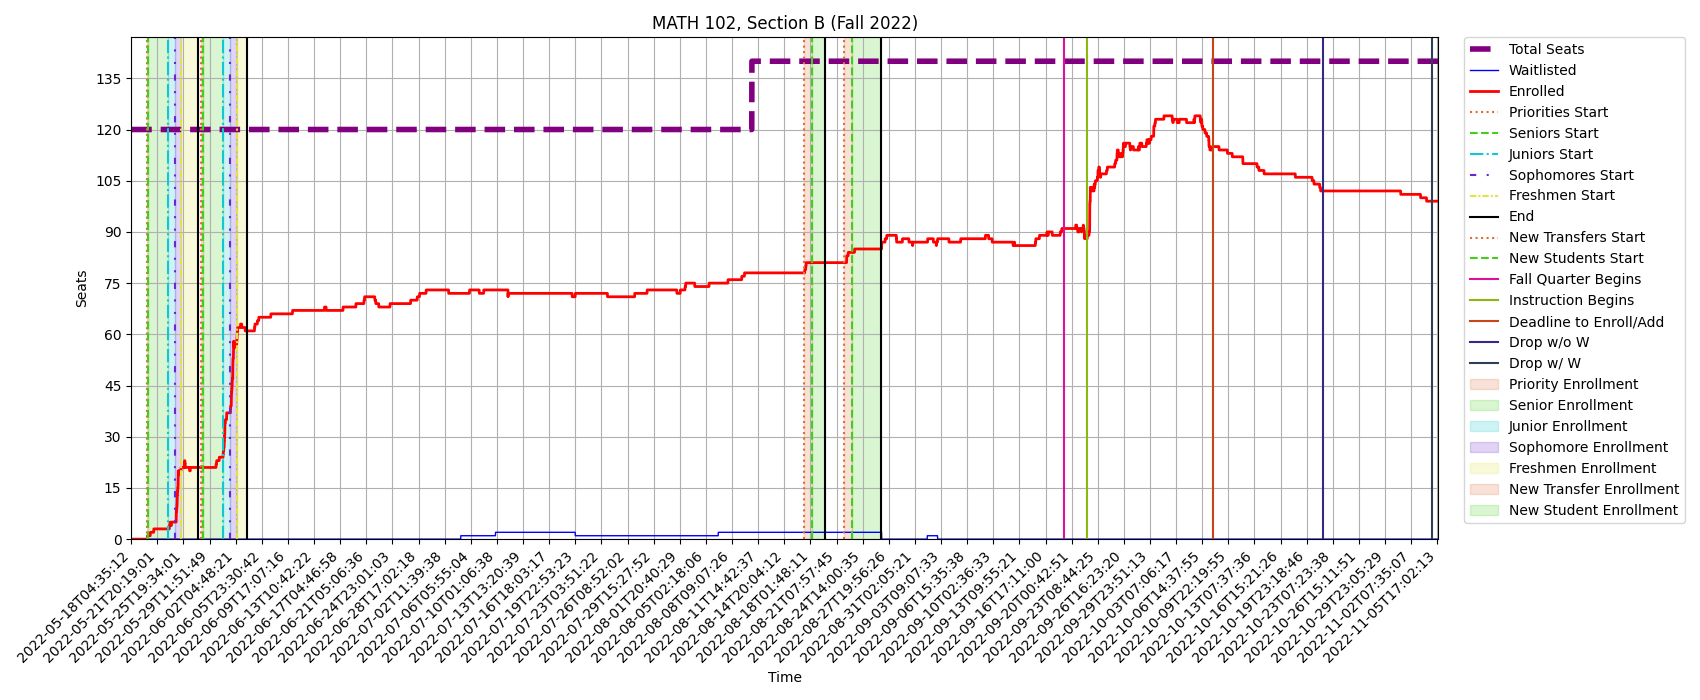 MATH 102, Section B (Fall 2022)
135
120
105
90
75
60
45
30
15
0
Seats
2022-05-18T04:35:12
2022-05-21T20:19:01
2022-05-25T19:34:01
2022-05-29T11:51:49
2022-06-02T04:48:21
2022-06-05T23:30:42
2022-06-09T17:07:16
2022-06-13T10:42:22
2022-06-17T04:46:58
2022-06-21T05:06:36
2022-06-24T23:01:03
2022-06-28T17:02:18
2022-07-02T11:39:38
2022-07-06T05:55:04
2022-07-10T01:06:38
2022-07-13T13:20:39
2022-07-16T18:03:17
2022-07-19T22:53:23
2022-07-23T03:51:22
2022-07-26T08:52:02
2022-07-29T15:27:52
2022-08-01T20:40:29
2022-08-05T02:18:06
2022-08-08T09:07:26
2022-08-11T14:42:37
2022-08-14T20:04:12
2022-08-18T01:48:11
2022-08-21T07:57:45
2022-08-24T14:00:35
2022-08-27T19:56:28
2022-08-31T02:05:21
2022-09-03T09:07:33
2022-09-06T15:35:38
2022-09-10T02:36:33
2022-09-13T09:55:21
2022-09-16T17:11:00
2022-09-20T00:42:51
2022-09-23T08:44:25
2022-09-26T16:23:20
2022-09-29T23:51:13
2022-10-03T07:06:17
2022-10-06T14:37:55
2022-10-09T22:19:55
2022-10-13T07:37:36
2022-10-16T15:21:26
2022-10-19T23:18:46
2022-10-23T07:23:38
2022-10-26T15:11:51
2022-10-29T23:05:29
2022-11-02T07:35:07
2022-11-05T17:02:13
Time
Total Seats
Waitlisted
Enrolled
Priorities Start
Seniors Start
Juniors Start
Sophomores Start
Freshmen Start
End
New Transfers Start
New Students Start
Fall Quarter Begins
Instruction Begins
Deadline to Enroll/Add
Drop w/o W
Drop w/ W
Priority Enrollment
Senior Enrollment
Junior Enrollment
Sophomore Enrollment
Freshmen Enrollment
New Transfer Enrollment
New Student Enrollment